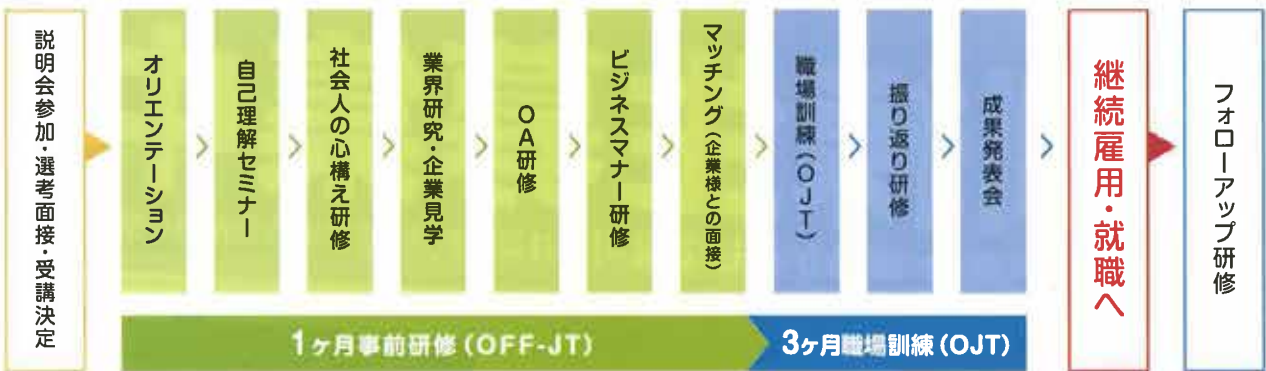 説明会参加・選考面接・受講決定
オリエンテーション
自己理解セミナー
社会人の心構え研修
業界研究・企業見学
OA研修
ビジネスマナー研修
マッチング(企業様との面接)
職場訓練(OJT)
振り返り研修
成果発表会
継続雇用・就職へ
フォローアップ研修
1ヶ月事前研修(OFF-JT)
3ヶ月職場訓練(OJT)